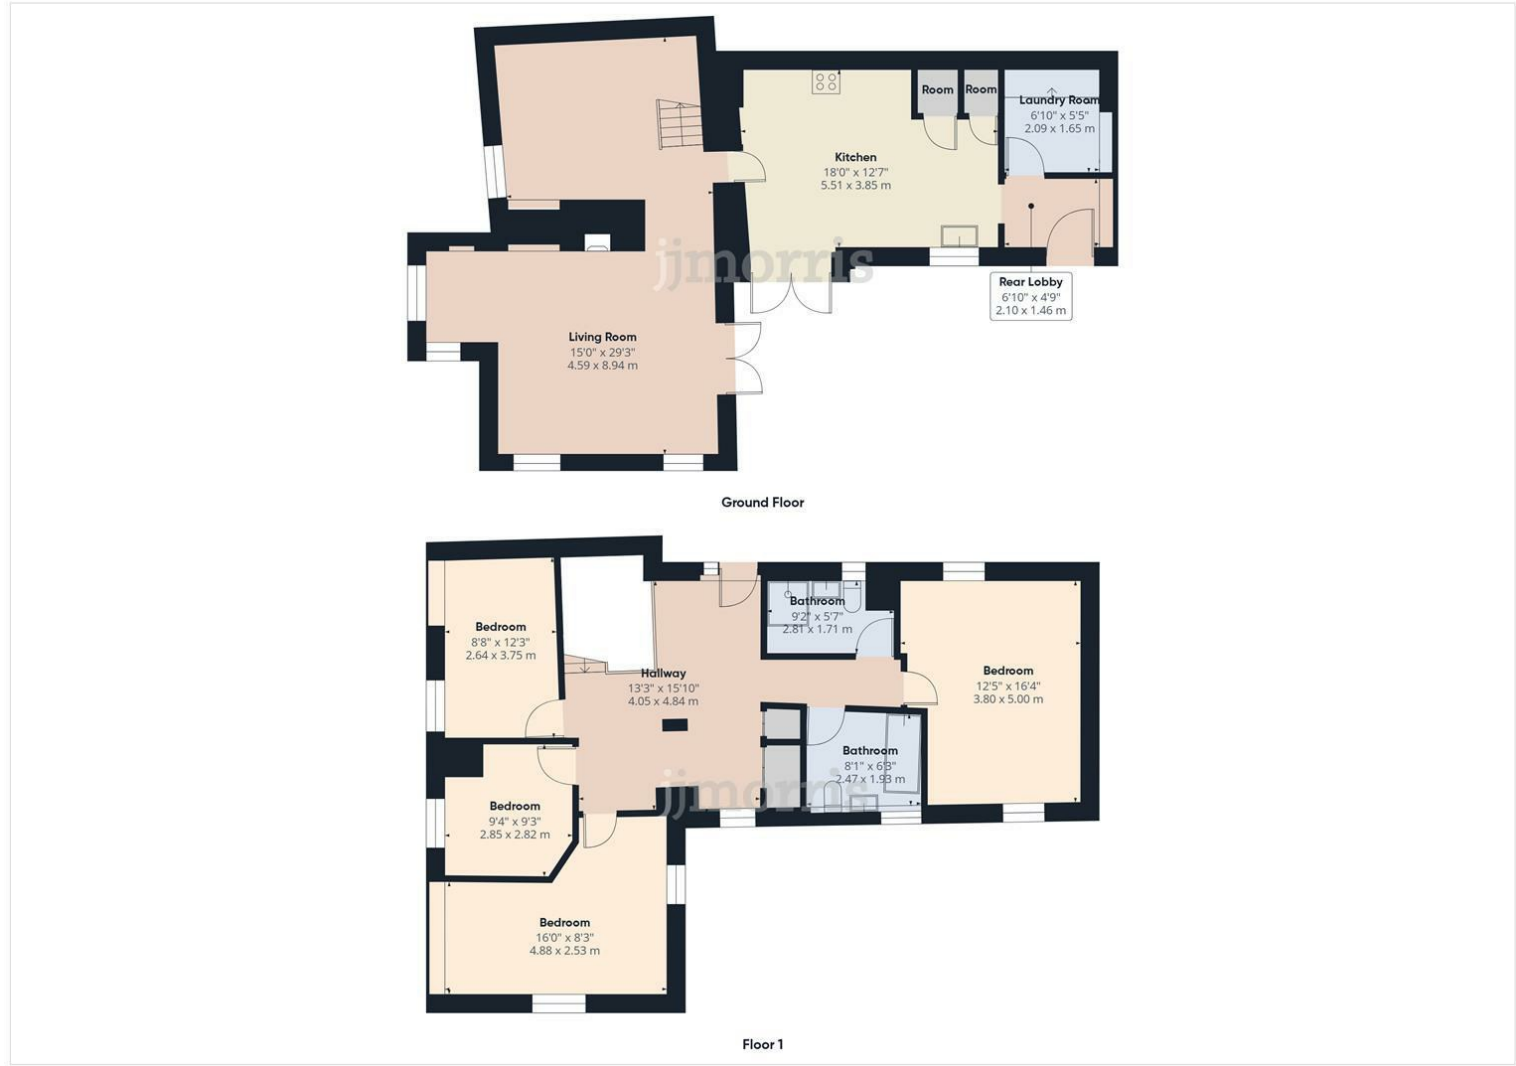 Room
Room
Laundry Room
6'10" x 5'5"
2.09 x 1.65 m
Kitchen
18'0" x 12'7"
5.51 x 3.85 m
jjmorris
Rear Lobby
6'10" x 4'9"
2.10 x 1.46 m
Living Room
15'0" x 29'3"
4.59 x 8.94 m
Ground Floor
Bedroom
8'8" x 12'3"
2.64 x 3.75 m
Bathroom
9'2" x 5'7"
2.81 x 1.71 m
Hallway
13'3" x 15'10"
4.05 x 4.84 m
Bedroom
12'5" x 16'4"
3.80 x 5.00 m
Bathroom
8'1" x 6'3"
2.47 x 1.93 m
jjmorris
Bedroom
9'4" x 9'3"
2.85 x 2.82 m
Bedroom
16'0" x 8'3"
4.88 x 2.53 m
Floor 1